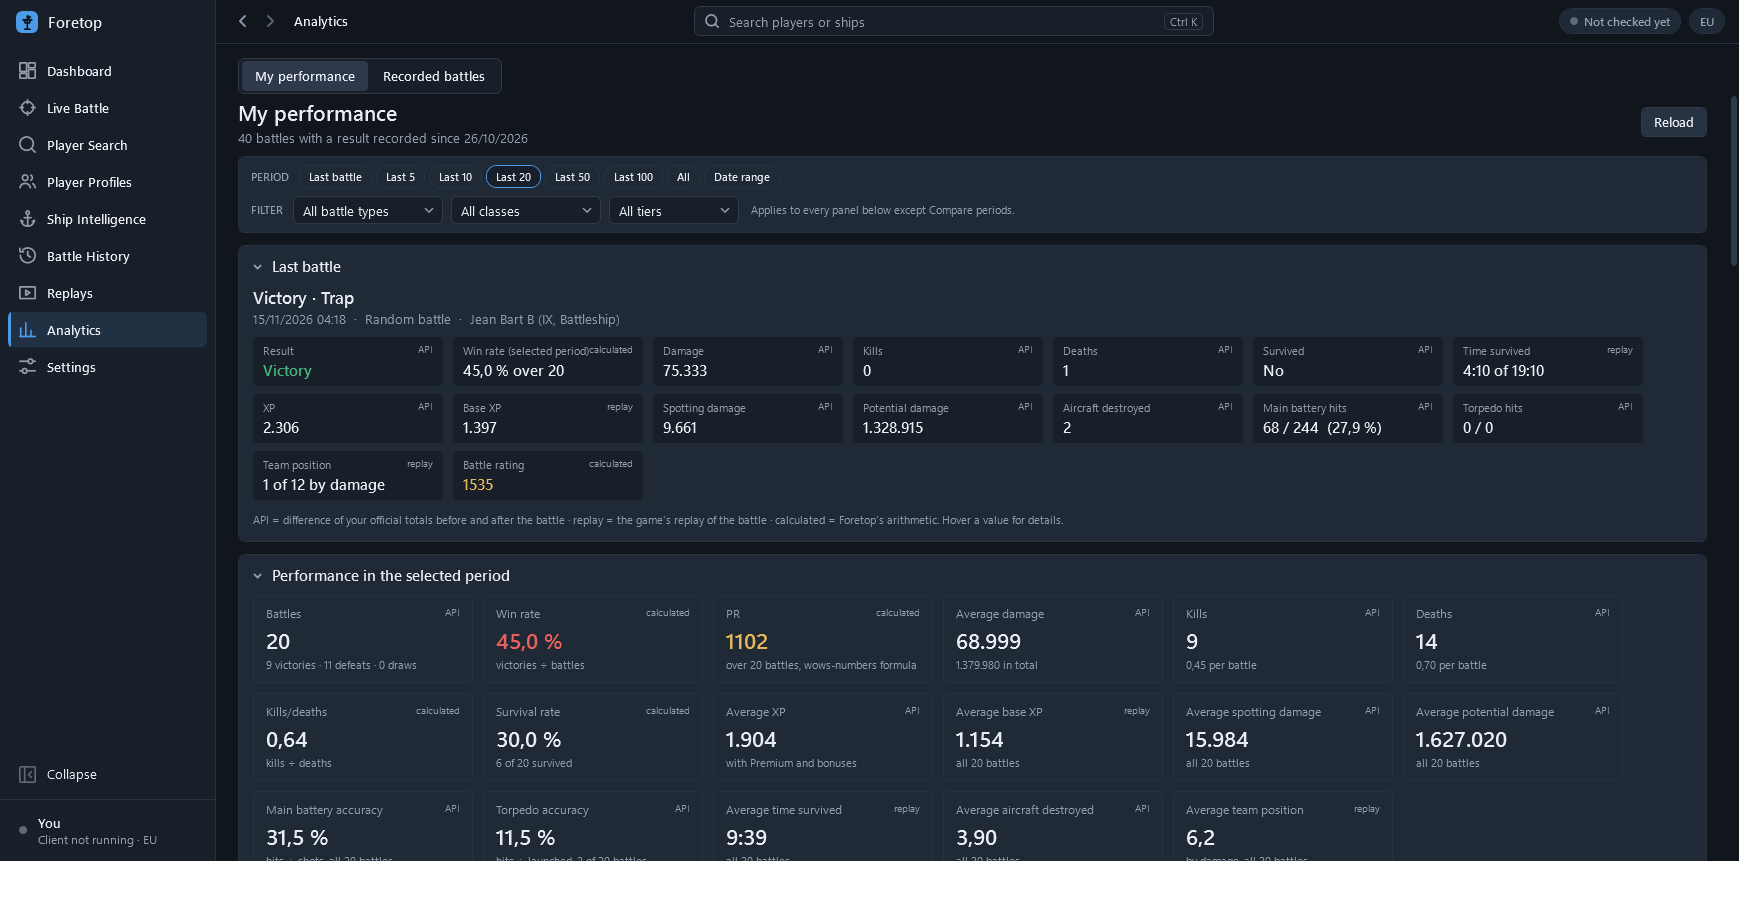 Foretop
Analytics
Search players or ships
Ctrl K
Not checked yet
EU
Dashboard
Live Battle
Player Search
Player Profiles
Ship Intelligence
Battle History
Replays
Analytics
Settings
Collapse
You
Client not running · EU
My performance
Recorded battles
My performance
40 battles with a result recorded since 26/10/2026
Reload
PERIOD Last battle Last 5 Last 10 Last 20 Last 50 Last 100 All Date range
FILTER All battle types All classes All tiers Applies to every panel below except Compare periods.
Last battle
Victory · Trap
15/11/2026 04:18 · Random battle · Jean Bart B (IX, Battleship)
Result API
Victory
Win rate (selected period) calculated
45,0 % over 20
Damage API
75.333
Kills API
0
Deaths API
1
Survived API
No
Time survived replay
4:10 of 19:10
XP API
2.306
Base XP replay
1.397
Spotting damage API
9.661
Potential damage API
1.328.915
Aircraft destroyed API
2
Main battery hits API
68 / 244 (27,9 %)
Torpedo hits API
0 / 0
Team position replay
1 of 12 by damage
Battle rating calculated
1535
API = difference of your official totals before and after the battle · replay = the game's replay of the battle · calculated = Foretop's arithmetic. Hover a value for details.
Performance in the selected period
Battles API
20
9 victories · 11 defeats · 0 draws
Win rate calculated
45,0 %
victories ÷ battles
PR calculated
1102
over 20 battles, wows-numbers formula
Average damage API
68.999
1.379.980 in total
Kills API
9
0,45 per battle
Deaths API
14
0,70 per battle
Kills/deaths calculated
0,64
kills ÷ deaths
Survival rate calculated
30,0 %
6 of 20 survived
Average XP API
1.904
with Premium and bonuses
Average base XP replay
1.154
all 20 battles
Average spotting damage API
15.984
all 20 battles
Average potential damage API
1.627.020
all 20 battles
Main battery accuracy API
31,5 %
Torpedo accuracy API
11,5 %
Average time survived replay
9:39
Average aircraft destroyed API
3,90
Average team position replay
6,2